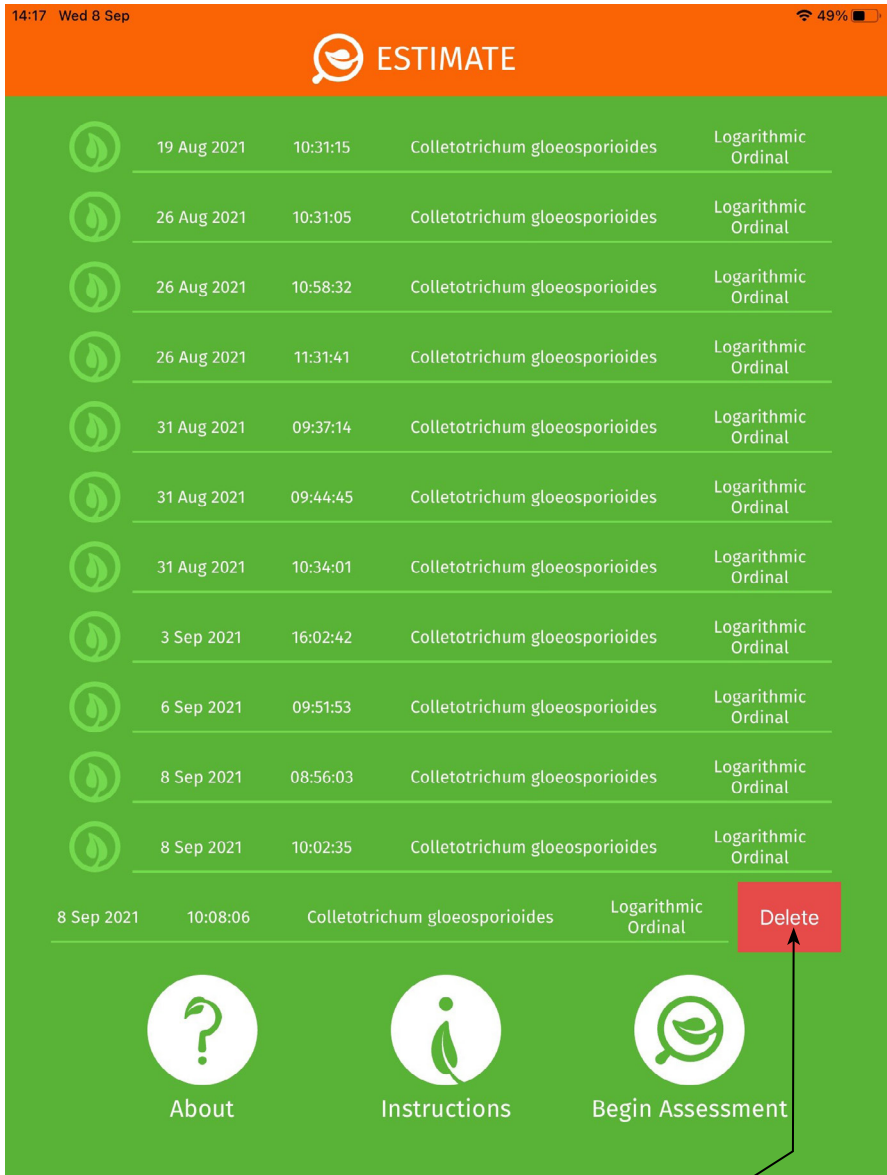 14:17 Wed 8 Sep 49%
ESTIMATE
19 Aug 2021 10:31:15 Colletotrichum gloeosporioides Logarithmic Ordinal
26 Aug 2021 10:31:05 Colletotrichum gloeosporioides Logarithmic Ordinal
26 Aug 2021 10:58:32 Colletotrichum gloeosporioides Logarithmic Ordinal
26 Aug 2021 11:31:41 Colletotrichum gloeosporioides Logarithmic Ordinal
31 Aug 2021 09:37:14 Colletotrichum gloeosporioides Logarithmic Ordinal
31 Aug 2021 09:44:45 Colletotrichum gloeosporioides Logarithmic Ordinal
31 Aug 2021 10:34:01 Colletotrichum gloeosporioides Logarithmic Ordinal
3 Sep 2021 16:02:42 Colletotrichum gloeosporioides Logarithmic Ordinal
6 Sep 2021 09:51:53 Colletotrichum gloeosporioides Logarithmic Ordinal
8 Sep 2021 08:56:03 Colletotrichum gloeosporioides Logarithmic Ordinal
8 Sep 2021 10:02:35 Colletotrichum gloeosporioides Logarithmic Ordinal
8 Sep 2021 10:08:06 Colletotrichum gloeosporioides Logarithmic Ordinal Delete
About Instructions Begin Assessment